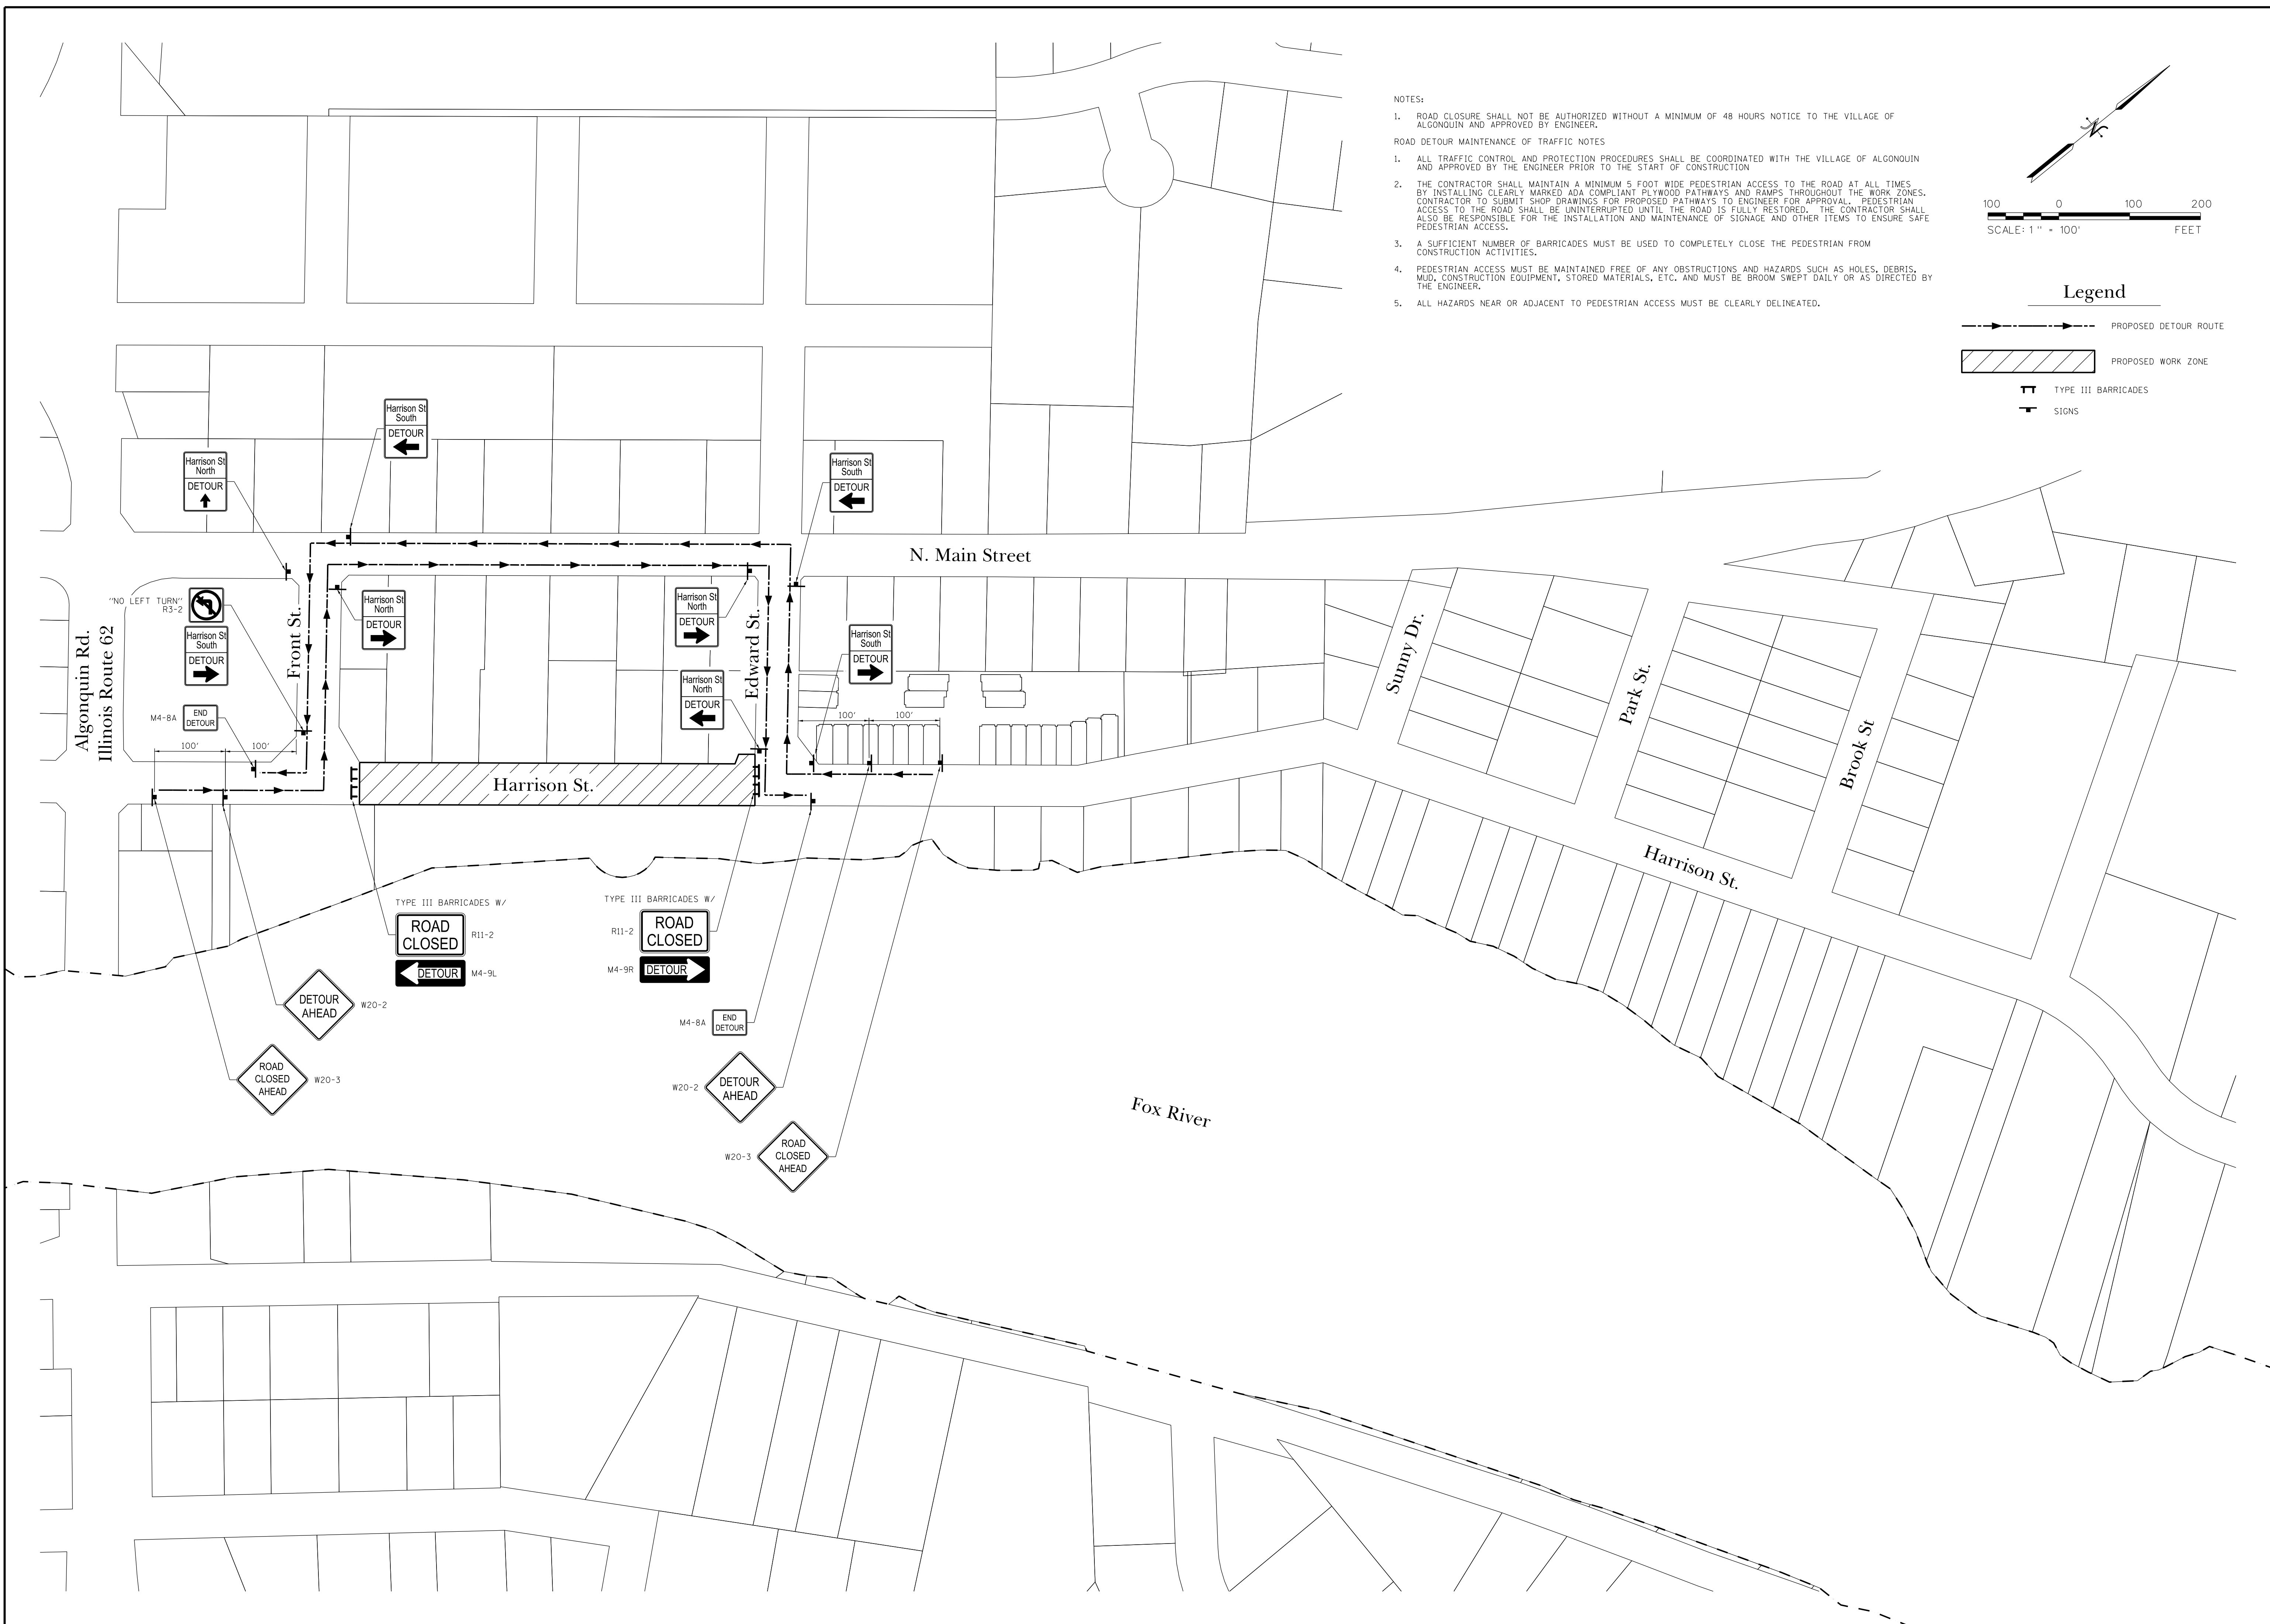 NOTES:
1. ROAD CLOSURE SHALL NOT BE AUTHORIZED WITHOUT A MINIMUM OF 48 HOURS NOTICE TO THE VILLAGE OF
ALGONQUIN AND APPROVED BY ENGINEER.
ROAD DETOUR MAINTENANCE OF TRAFFIC NOTES
1. ALL TRAFFIC CONTROL AND PROTECTION PROCEDURES SHALL BE COORDINATED WITH THE VILLAGE OF ALGONQUIN
AND APPROVED BY THE ENGINEER PRIOR TO THE START OF CONSTRUCTION
2. THE CONTRACTOR SHALL MAINTAIN A MINIMUM 5 FOOT WIDE PEDESTRIAN ACCESS TO THE ROAD AT ALL TIMES
BY INSTALLING CLEARLY MARKED ADA COMPLIANT PLYWOOD PATHWAYS AND RAMPS THROUGHOUT THE WORK ZONES.
CONTRACTOR TO SUBMIT SHOP DRAWINGS FOR PROPOSED PATHWAYS TO ENGINEER FOR APPROVAL. PEDESTRIAN
ACCESS TO THE ROAD SHALL BE UNINTERRUPTED UNTIL THE ROAD IS FULLY RESTORED. THE CONTRACTOR SHALL
ALSO BE RESPONSIBLE FOR THE INSTALLATION AND MAINTENANCE OF SIGNAGE AND OTHER ITEMS TO ENSURE SAFE
PEDESTRIAN ACCESS.
3. A SUFFICIENT NUMBER OF BARRICADES MUST BE USED TO COMPLETELY CLOSE THE PEDESTRIAN FROM
CONSTRUCTION ACTIVITIES.
4. PEDESTRIAN ACCESS MUST BE MAINTAINED FREE OF ANY OBSTRUCTIONS AND HAZARDS SUCH AS HOLES, DEBRIS,
MUD, CONSTRUCTION EQUIPMENT, STORED MATERIALS, ETC. AND MUST BE BROOM SWEPT DAILY OR AS DIRECTED BY
THE ENGINEER.
5. ALL HAZARDS NEAR OR ADJACENT TO PEDESTRIAN ACCESS MUST BE CLEARLY DELINEATED.
N
100 0 100 200
SCALE: 1 " = 100' FEET
Legend
PROPOSED DETOUR ROUTE
PROPOSED WORK ZONE
TYPE III BARRICADES
SIGNS
Harrison St
South
DETOUR
Harrison St
North
DETOUR
Harrison St
South
DETOUR
N. Main Street
"NO LEFT TURN"
R3-2
Harrison St
South
DETOUR
M4-8A
END
DETOUR
100' 100'
Algonquin Rd.
Illinois Route 62
Front St.
Harrison St
North
DETOUR
Harrison St
North
DETOUR
Harrison St
North
DETOUR
Edward St.
Harrison St
South
DETOUR
100' 100'
Harrison St.
Sunny Dr.
Park St.
Brook St
Harrison St.
TYPE III BARRICADES W/
ROAD
CLOSED
R11-2
DETOUR
M4-9L
TYPE III BARRICADES W/
R11-2
ROAD
CLOSED
M4-9R
DETOUR
DETOUR
AHEAD
W20-2
ROAD
CLOSED
AHEAD
W20-3
M4-8A
END
DETOUR
W20-2
DETOUR
AHEAD
W20-3
ROAD
CLOSED
AHEAD
Fox River